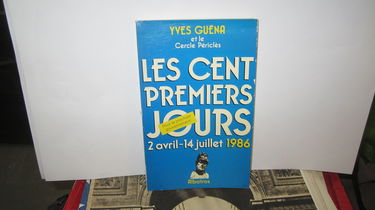 YVES GUENA
et le
Cercle Périclès
LES CENT
PREMIERS
JOURS
2 avril-14 juillet 1986
Albatros